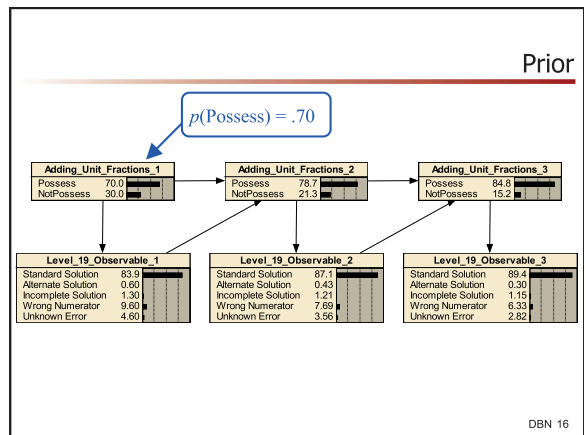 Prior
p(Possess) = .70
Adding_Unit_Fractions_1
Possess 70.0
NotPossess 30.0
Adding_Unit_Fractions_2
Possess 78.7
NotPossess 21.3
Adding_Unit_Fractions_3
Possess 84.8
NotPossess 15.2
Level_19_Observable_1
Standard Solution 83.9
Alternate Solution 0.60
Incomplete Solution 1.30
Wrong Numerator 9.60
Unknown Error 4.60
Level_19_Observable_2
Standard Solution 87.1
Alternate Solution 0.43
Incomplete Solution 1.21
Wrong Numerator 7.69
Unknown Error 3.56
Level_19_Observable_3
Standard Solution 89.4
Alternate Solution 0.30
Incomplete Solution 1.15
Wrong Numerator 6.33
Unknown Error 2.82
DBN 16